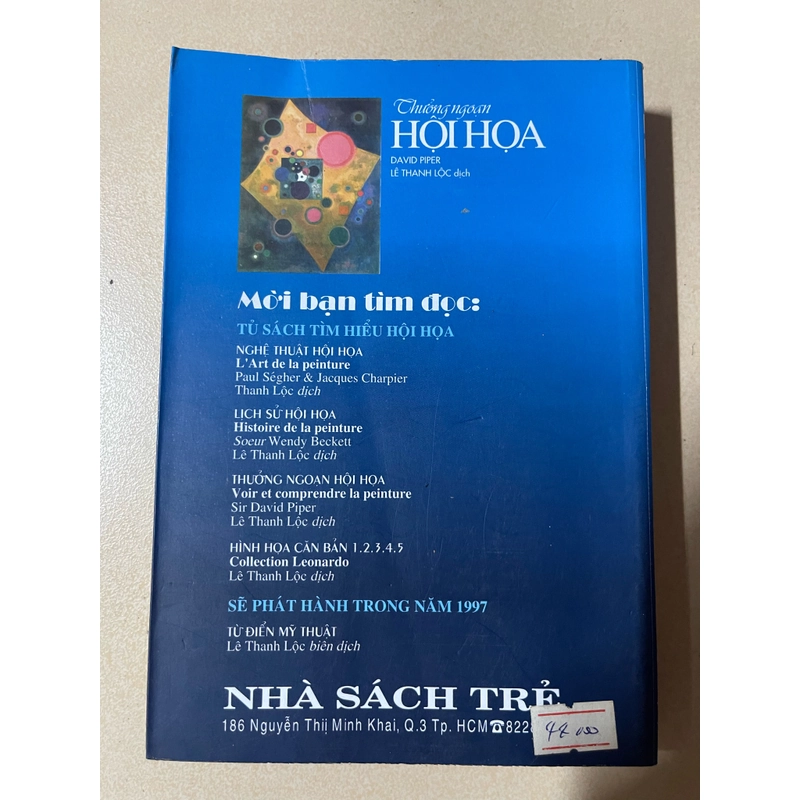 Thưởng ngoạn
HỘI HỌA
DAVID PIPER
LÊ THANH LỘC dịch
Mời bạn tìm đọc:
TỦ SÁCH TÌM HIỂU HỘI HỌA
NGHỆ THUẬT HỘI HỌA
L'Art de la peinture
Paul Ségher & Jacques Charpier
Thanh Lộc dịch
LỊCH SỬ HỘI HỌA
Histoire de la peinture
Soeur Wendy Beckett
Lê Thanh Lộc dịch
THƯỞNG NGOẠN HỘI HỌA
Voir et comprendre la peinture
Sir David Piper
Lê Thanh Lộc dịch
HÌNH HỌA CĂN BẢN 1.2.3.4.5
Collection Leonardo
Lê Thanh Lộc dịch
SẼ PHÁT HÀNH TRONG NĂM 1997
TỪ ĐIỂN MỸ THUẬT
Lê Thanh Lộc biên dịch
NHÀ SÁCH TRẺ
186 Nguyễn Thiị Minh Khai, Q.3 Tp. HCM☎8228